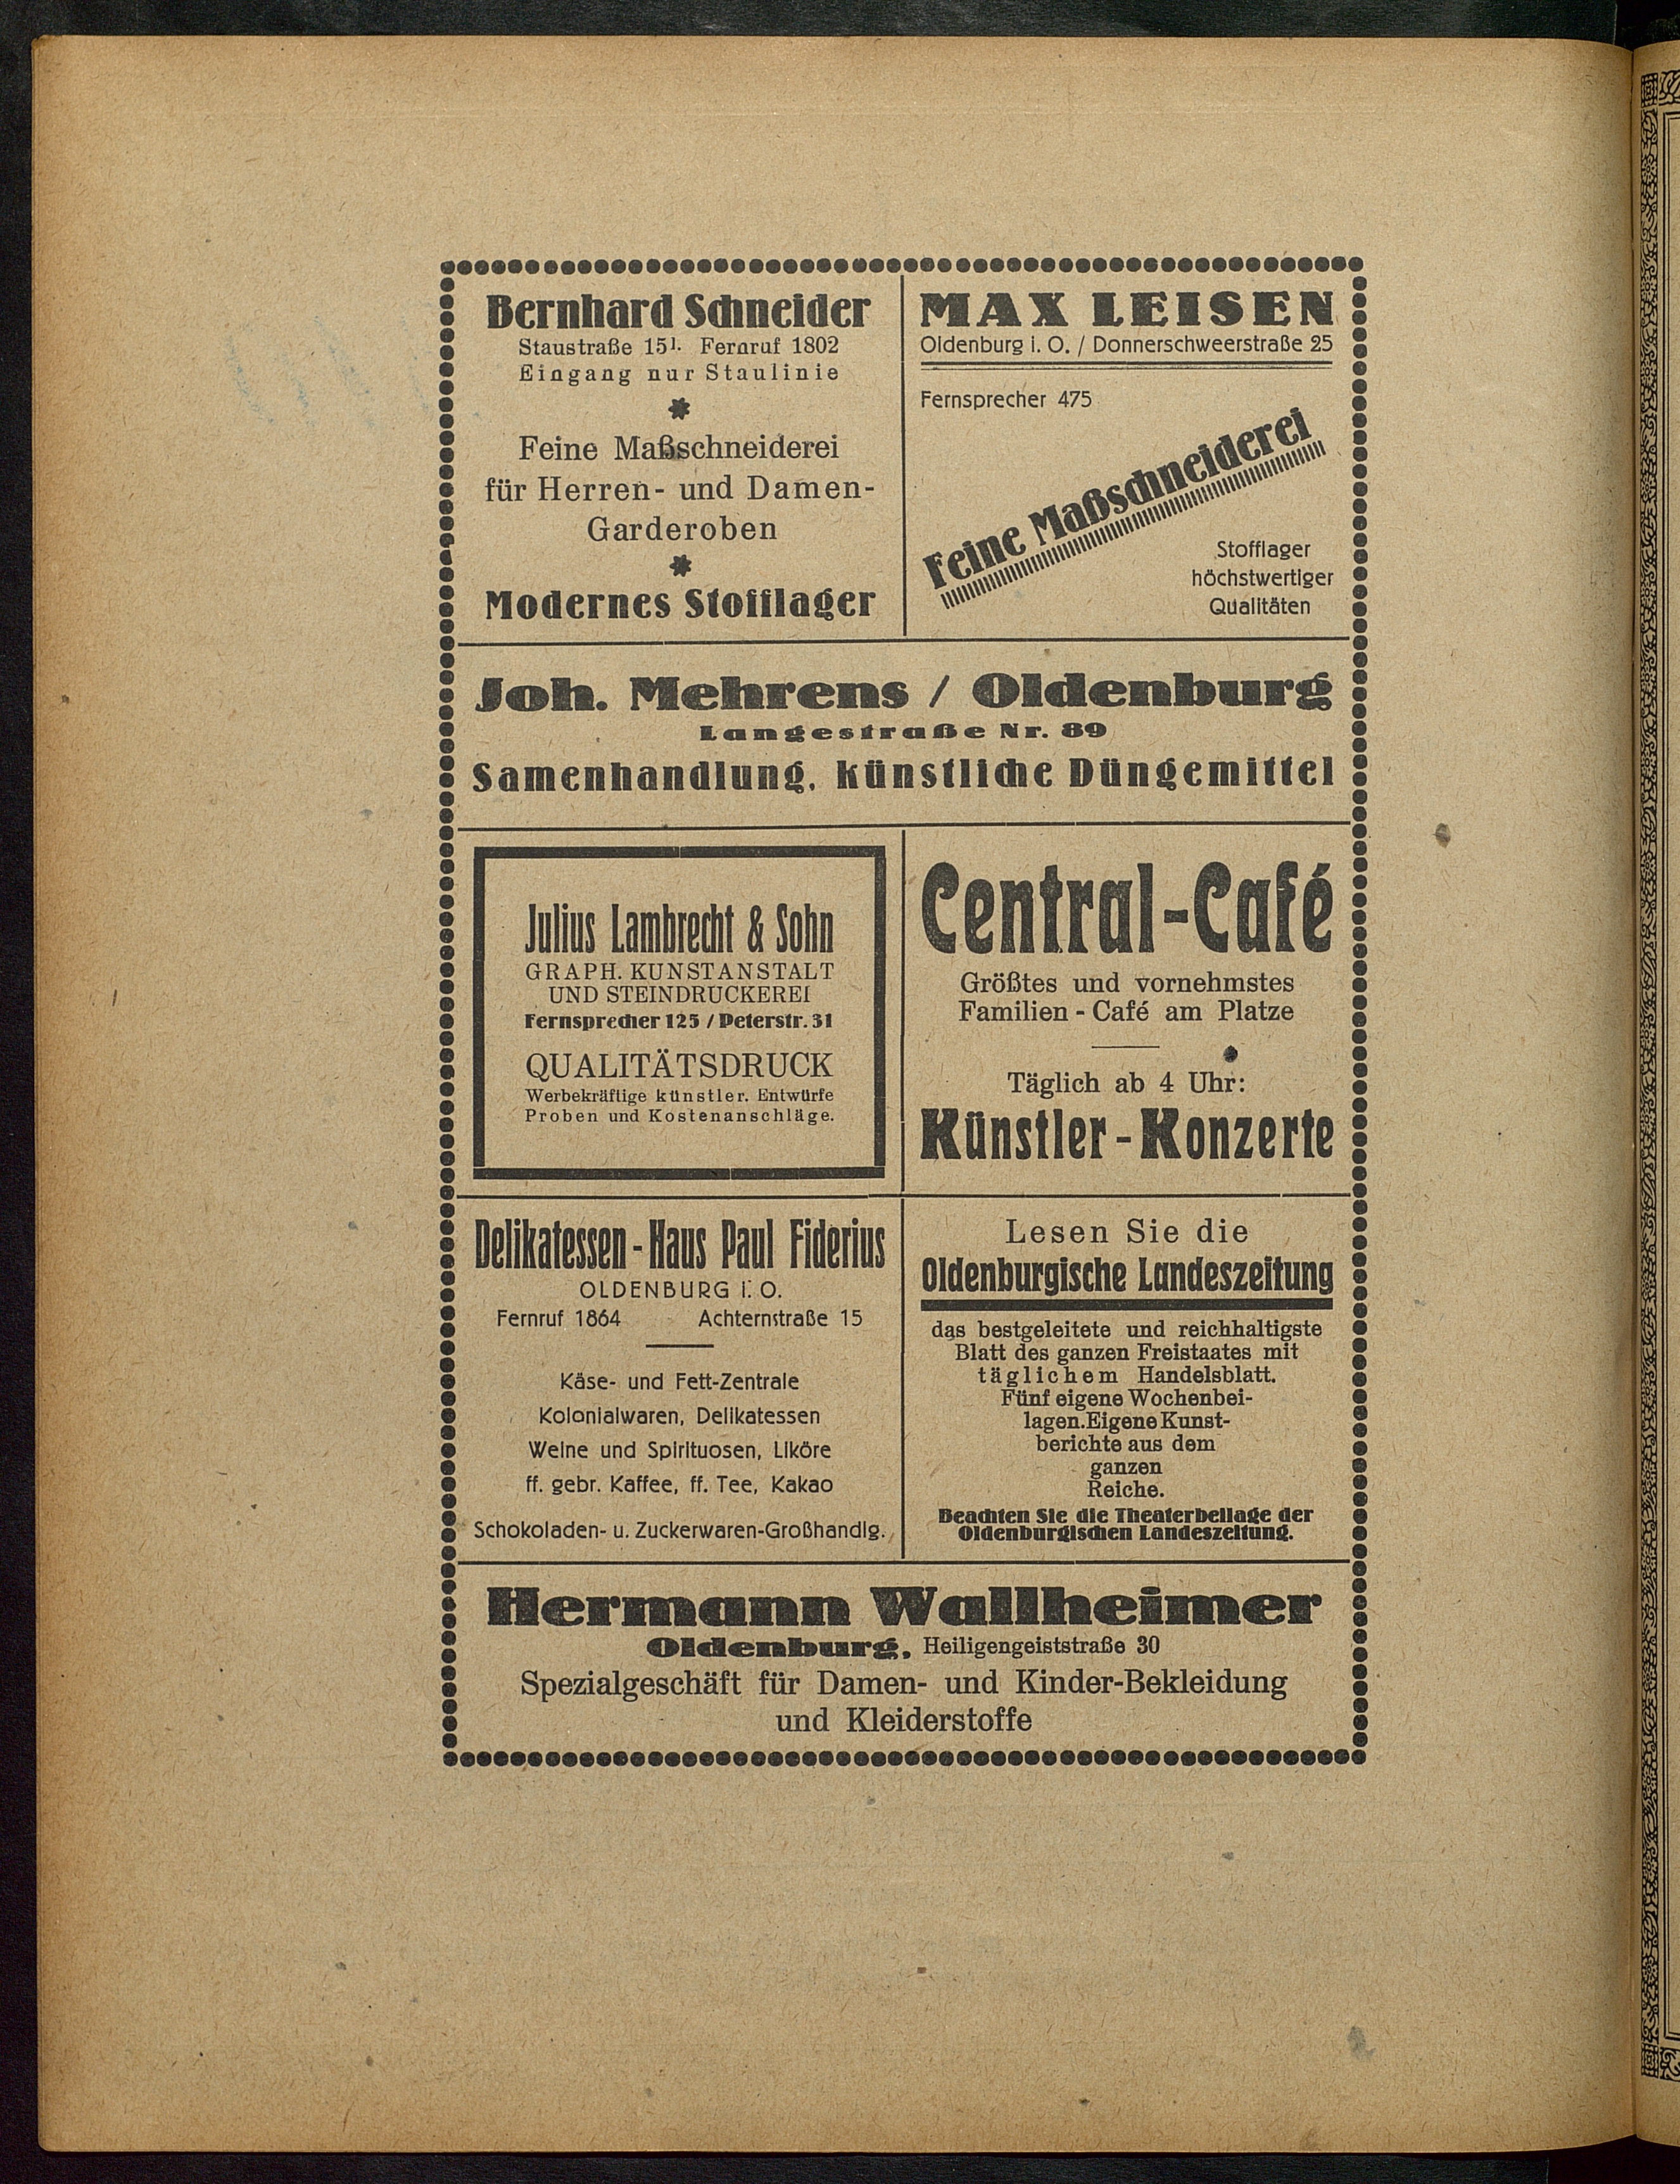 Bernhard Schneider
Staustraße 15¹. Fernruf 1802
Eingang nur Staulinie
Feine Maßschneiderei
für Herren- und Damen-
Garderoben
Modernes Stofflager
MAX LEISEN
Oldenburg i. O. / Donnerschweerstraße 25
Fernsprecher 475
Feine Maßschneiderei
Stofflager
höchstwertiger
Qualitäten
Joh. Mehrens / Oldenburg
Langestraße Nr. 89
Samenhandlung, künstliche Düngemittel
Julius Lambrecht & Sohn
GRAPH. KUNSTANSTALT
UND STEINDRUCKEREI
Fernsprecher 125 / Peterstr. 31
QUALITÄTSDRUCK
Werbekräftige künstler. Entwürfe
Proben und Kostenanschläge.
Central-Café
Größtes und vornehmstes
Familien - Café am Platze
Täglich ab 4 Uhr:
Künstler-Konzerte
Delikatessen-Haus Paul Fiderius
OLDENBURG i. O.
Fernruf 1864 Achternstraße 15
Käse- und Fett-Zentrale
Kolonialwaren, Delikatessen
Weine und Spirituosen, Liköre
ff. gebr. Kaffee, ff. Tee, Kakao
Schokoladen- u. Zuckerwaren-Großhandlg.
Lesen Sie die
Oldenburgische Landeszeitung
das bestgeleitete und reichhaltigste
Blatt des ganzen Freistaates mit
täglichem Handelsblatt.
Fünf eigene Wochenbei-
lagen. Eigene Kunst-
berichte aus dem
ganzen
Reiche.
Beachten Sie die Theaterbeilage der
Oldenburgischen Landeszeitung.
Hermann Wallheimer
Oldenburg, Heiligengeiststraße 30
Spezialgeschäft für Damen- und Kinder-Bekleidung
und Kleiderstoffe